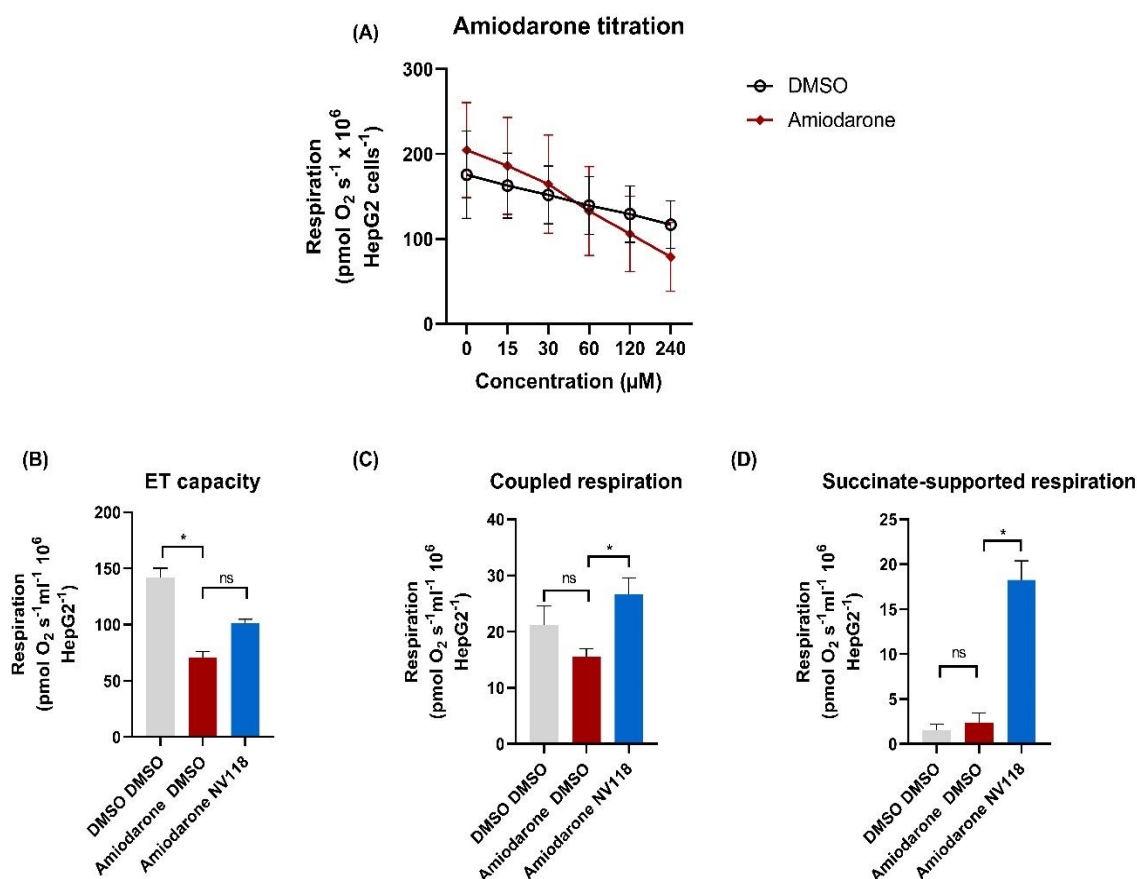 (A)
Amiodarone titration
Respiration
(pmol O₂ s⁻¹ x 10⁶
HepG2 cells⁻¹)
300
200
100
0
0 15 30 60 120 240
Concentration (µM)
DMSO
Amiodarone
(B)
ET capacity
Respiration
(pmol O₂ s⁻¹ml⁻¹ 10⁶
HepG2⁻¹)
200
150
100
50
0
*
ns
DMSO DMSO
Amiodarone DMSO
Amiodarone NV118
(C)
Coupled respiration
Respiration
(pmol O₂ s⁻¹ml⁻¹ 10⁶
HepG2⁻¹)
40
30
20
10
0
ns
*
DMSO DMSO
Amiodarone DMSO
Amiodarone NV118
(D)
Succinate-supported respiration
Respiration
(pmol O₂ s⁻¹ml⁻¹ 10⁶
HepG2⁻¹)
25
20
15
10
5
0
ns
*
DMSO DMSO
Amiodarone DMSO
Amiodarone NV118